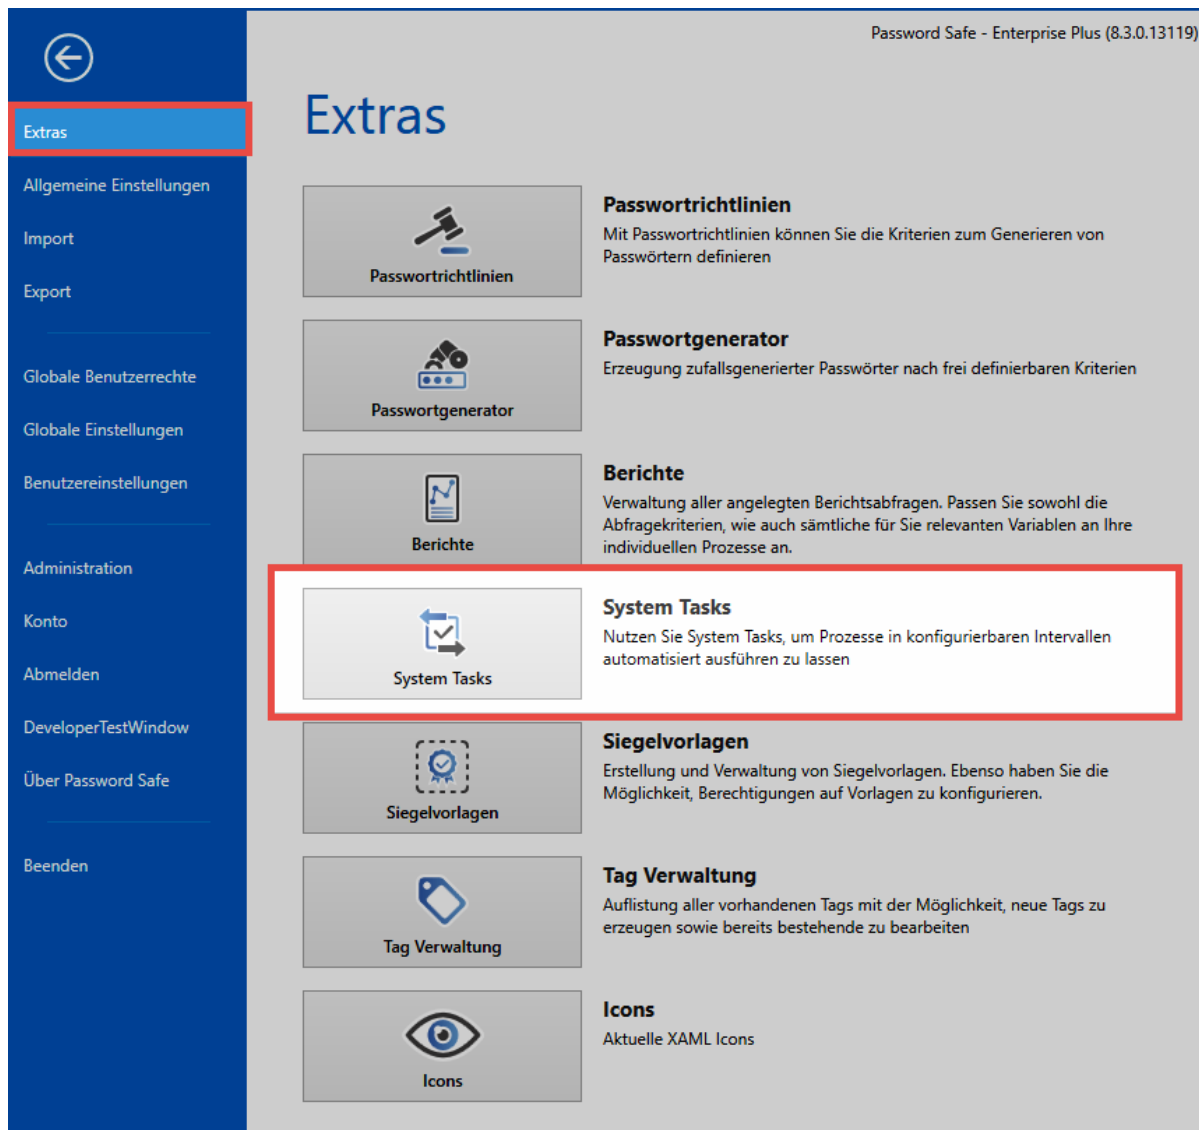 Password Safe - Enterprise Plus (8.3.0.13119)
Extras
Allgemeine Einstellungen
Import
Export
Globale Benutzerrechte
Globale Einstellungen
Benutzereinstellungen
Administration
Konto
Abmelden
DeveloperTestWindow
Über Password Safe
Beenden
Extras
Passwortrichtlinien
Passwortrichtlinien
Mit Passwortrichtlinien können Sie die Kriterien zum Generieren von
Passwörtern definieren
Passwortgenerator
Passwortgenerator
Erzeugung zufallsgenerierter Passwörter nach frei definierbaren Kriterien
Berichte
Berichte
Verwaltung aller angelegten Berichtsabfragen. Passen Sie sowohl die
Abfragekriterien, wie auch sämtliche für Sie relevanten Variablen an Ihre
individuellen Prozesse an.
System Tasks
System Tasks
Nutzen Sie System Tasks, um Prozesse in konfigurierbaren Intervallen
automatisiert ausführen zu lassen
Siegelvorlagen
Siegelvorlagen
Erstellung und Verwaltung von Siegelvorlagen. Ebenso haben Sie die
Möglichkeit, Berechtigungen auf Vorlagen zu konfigurieren.
Tag Verwaltung
Tag Verwaltung
Auflistung aller vorhandenen Tags mit der Möglichkeit, neue Tags zu
erzeugen sowie bereits bestehende zu bearbeiten
Icons
Icons
Aktuelle XAML Icons